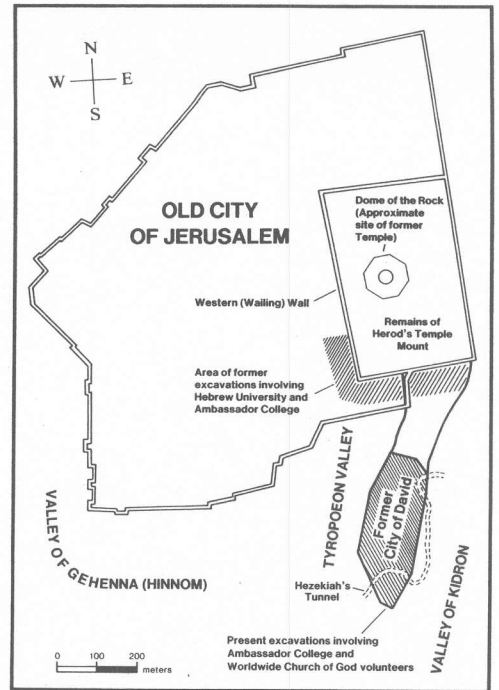 N
W E
S
OLD CITY
OF JERUSALEM
Dome of the Rock
(Approximate
site of former
Temple)
Western (Wailing) Wall
Remains of
Herod's Temple
Mount
Area of former
excavations involving
Hebrew University and
Ambassador College
TYROPOEON VALLEY
Former
City of David
VALLEY OF GEHENNA (HINNOM)
Hezekiah's
Tunnel
VALLEY OF KIDRON
Present excavations involving
Ambassador College and
Worldwide Church of God volunteers
0 100 200
meters